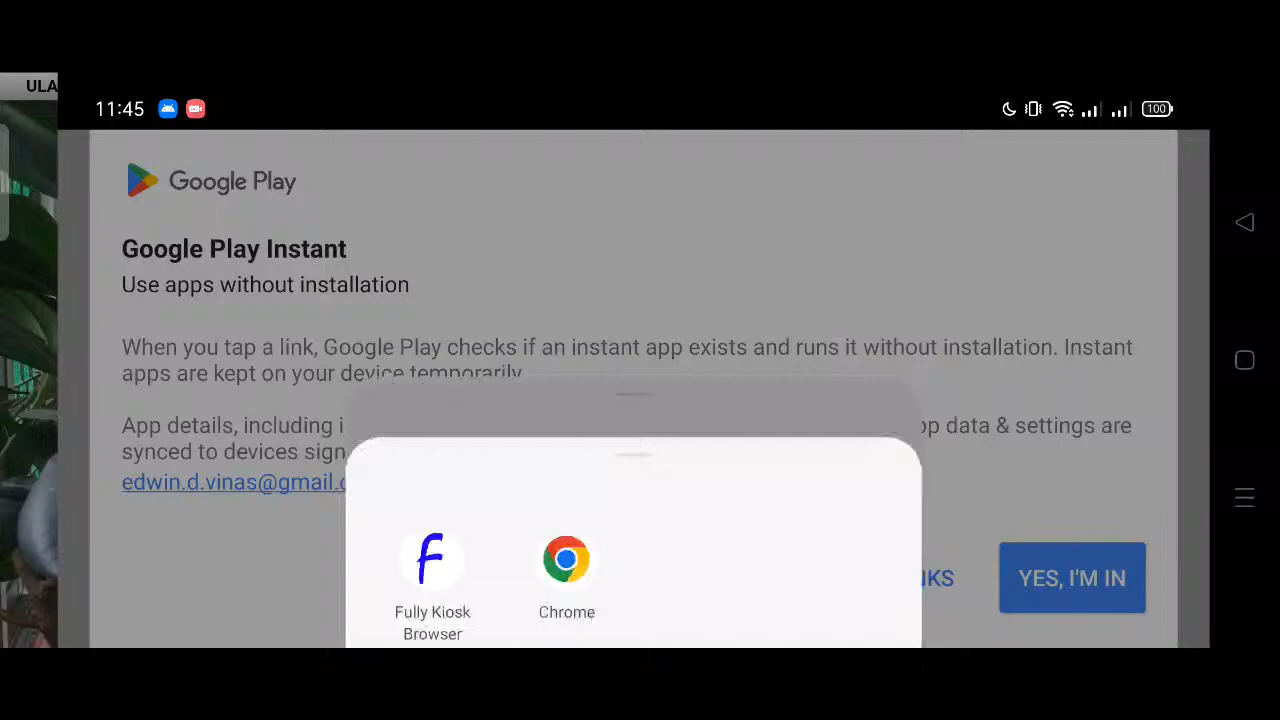 ULA
11:45
100
Google Play
Google Play Instant
Use apps without installation
When you tap a link, Google Play checks if an instant app exists and runs it without installation. Instant
apps are kept on your device temporarily.
App details, including i
pp data & settings are
synced to devices sign
edwin.d.vinas@gmail.c
NKS
YES, I'M IN
Fully Kiosk
Browser
Chrome